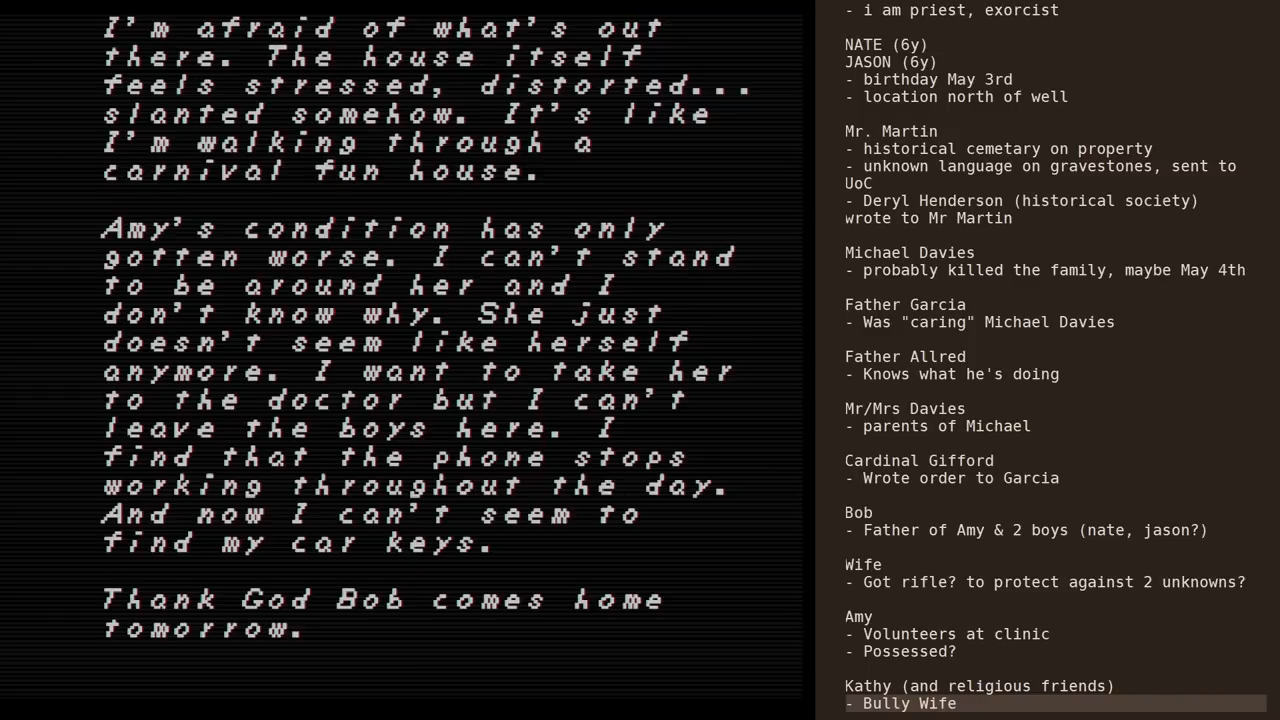 I'm afraid of what's out
there. The house itself
feels stressed, distorted...
slanted somehow. It's like
I'm walking through a
carnival fun house.
Amy's condition has only
gotten worse. I can't stand
to be around her and I
don't know why. She just
doesn't seem like herself
anymore. I want to take her
to the doctor but I can't
leave the boys here. I
find that the phone stops
working throughout the day.
And now I can't seem to
find my car keys.
Thank God Bob comes home
tomorrow.
- i am priest, exorcist
NATE (6y)
JASON (6y)
- birthday May 3rd
- location north of well
Mr. Martin
- historical cemetary on property
- unknown language on gravestones, sent to
UoC
- Deryl Henderson (historical society)
wrote to Mr Martin
Michael Davies
- probably killed the family, maybe May 4th
Father Garcia
- Was "caring" Michael Davies
Father Allred
- Knows what he's doing
Mr/Mrs Davies
- parents of Michael
Cardinal Gifford
- Wrote order to Garcia
Bob
- Father of Amy & 2 boys (nate, jason?)
Wife
- Got rifle? to protect against 2 unknowns?
Amy
- Volunteers at clinic
- Possessed?
Kathy (and religious friends)
- Bully Wife